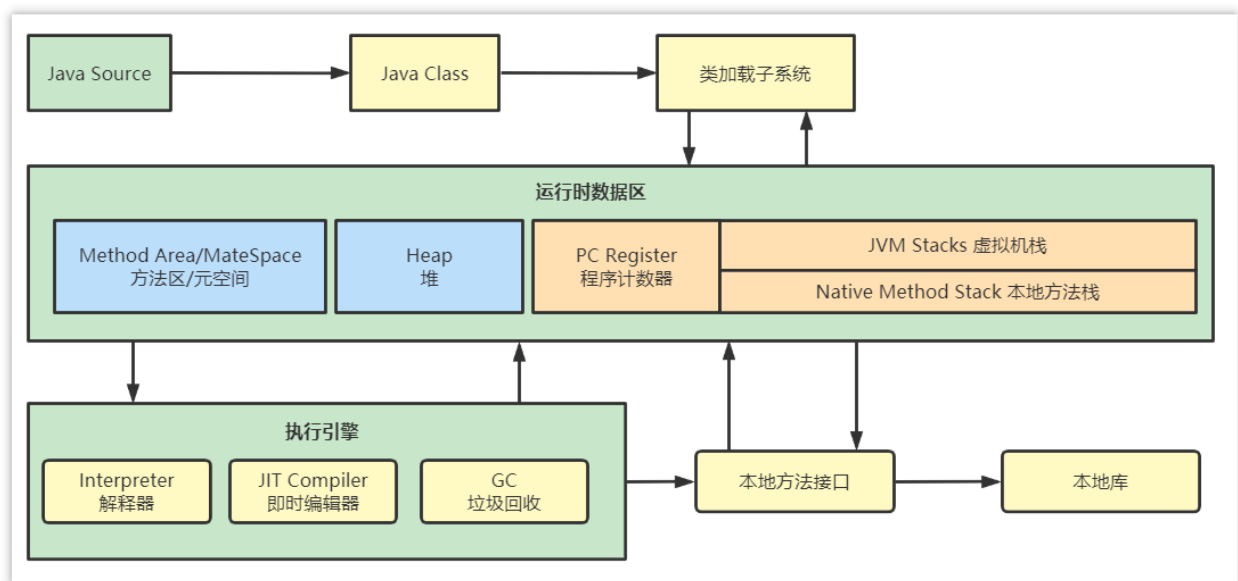 Java Source
Java Class
类加载子系统
运行时数据区
Method Area/MateSpace
方法区/元空间
Heap
堆
PC Register
程序计数器
JVM Stacks 虚拟机栈
Native Method Stack 本地方法栈
执行引擎
Interpreter
解释器
JIT Compiler
即时编辑器
GC
垃圾回收
本地方法接口
本地库